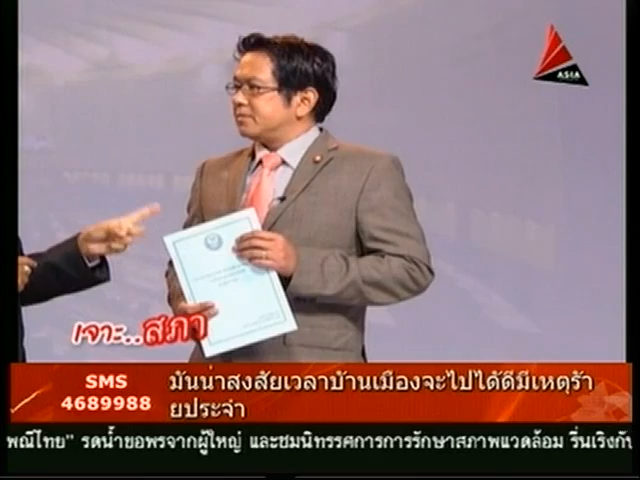 ASIA
เจาะ..สภา
SMS
4689988
มันน่าสงสัยเวลาบ้านเมืองจะไปได้ดีมีเหตุร้า
ยประจำ
พณีไทย" รดน้ำขอพรจากผู้ใหญ่ และชมนิทรรศการการรักษาสภาพแวดล้อม รื่นเริงกับ